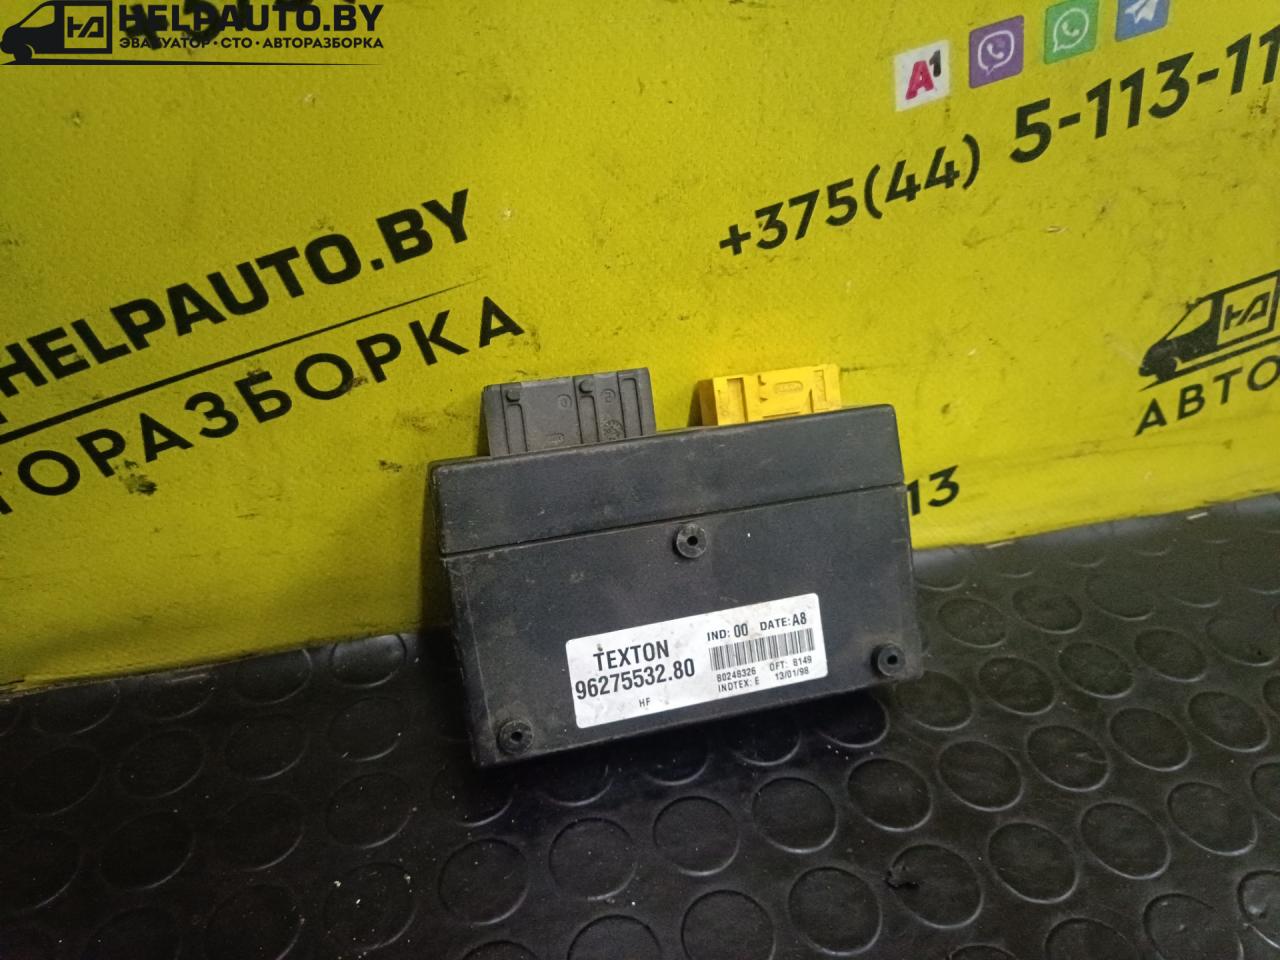 HELPAUTO.BY
ЭВАКУАТОР · СТО · АВТОРАЗБОРКА
A1
5-113-11
+375(44)
HELPAUTO.BY
ТОРАЗБОРКА
АВТО
13
TEXTON
96275532.80
HF
IND: 00 DATE: A8
80246326 OFT: 8149
INDTEX: E 13/01/98